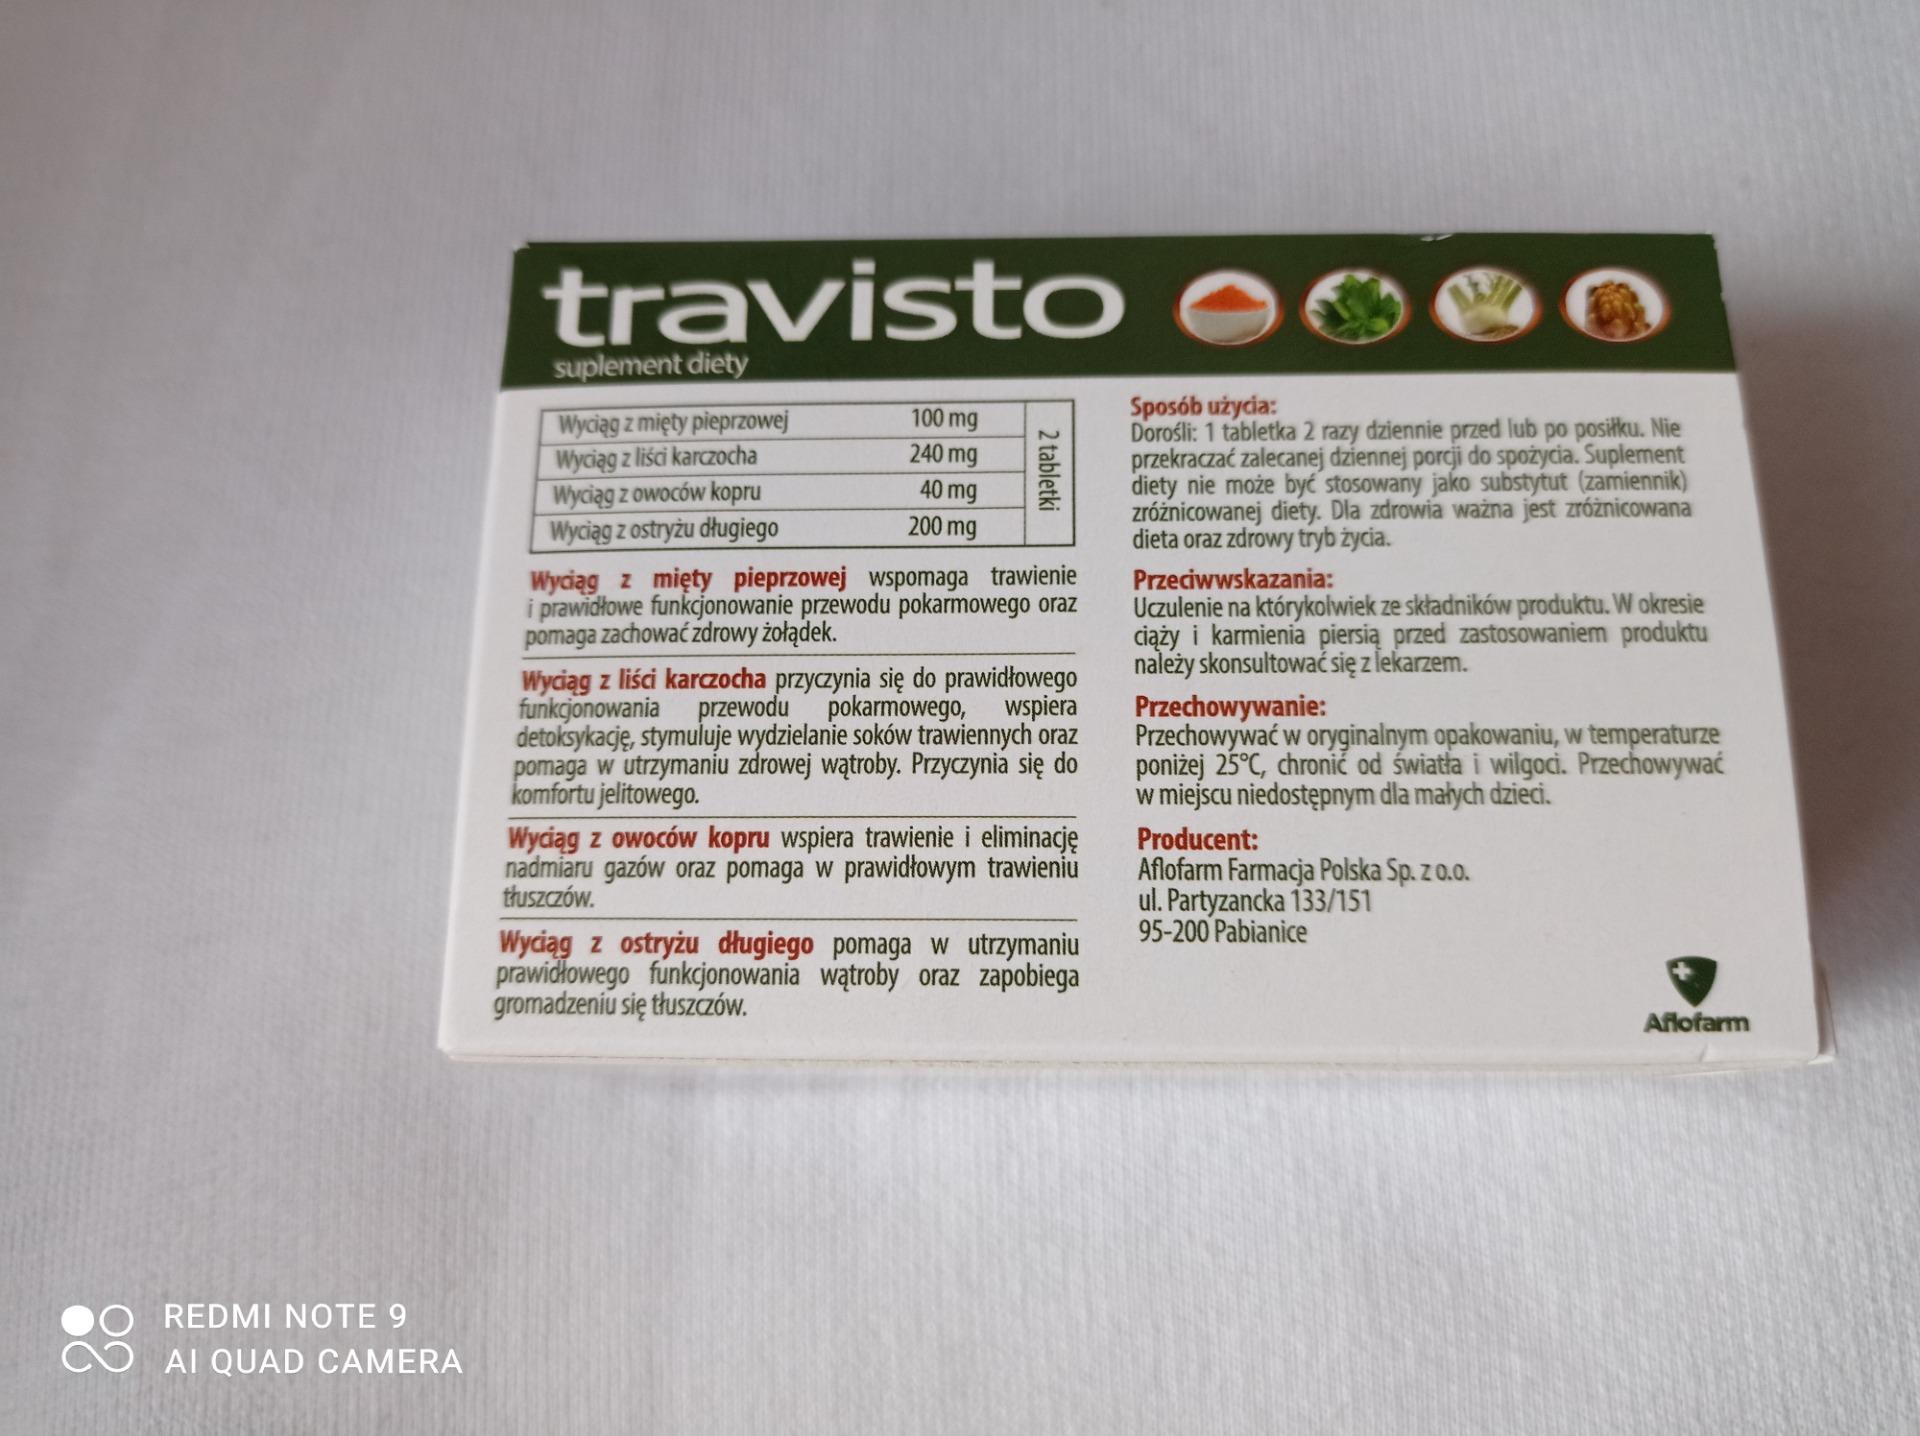 travisto
suplement diety
Wyciąg z mięty pieprzowej 100 mg
Wyciąg z liści karczocha 240 mg
Wyciąg z owoców kopru 40 mg
Wyciąg z ostryżu długiego 200 mg
2 tabletki
Wyciąg z mięty pieprzowej wspomaga trawienie
i prawidłowe funkcjonowanie przewodu pokarmowego oraz
pomaga zachować zdrowy żołądek.
Wyciąg z liści karczocha przyczynia się do prawidłowego
funkcjonowania przewodu pokarmowego, wspiera
detoksykację, stymuluje wydzielanie soków trawiennych oraz
pomaga w utrzymaniu zdrowej wątroby. Przyczynia się do
komfortu jelitowego.
Wyciąg z owoców kopru wspiera trawienie i eliminację
nadmiaru gazów oraz pomaga w prawidłowym trawieniu
tłuszczów.
Wyciąg z ostryżu długiego pomaga w utrzymaniu
prawidłowego funkcjonowania wątroby oraz zapobiega
gromadzeniu się tłuszczów.
Sposób użycia:
Dorośli: 1 tabletka 2 razy dziennie przed lub po posiłku. Nie
przekraczać zalecanej dziennej porcji do spożycia. Suplement
diety nie może być stosowany jako substytut (zamiennik)
zróżnicowanej diety. Dla zdrowia ważna jest zróżnicowana
dieta oraz zdrowy tryb życia.
Przeciwwskazania:
Uczulenie na którykolwiek ze składników produktu. W okresie
ciąży i karmienia piersią przed zastosowaniem produktu
należy skonsultować się z lekarzem.
Przechowywanie:
Przechowywać w oryginalnym opakowaniu, w temperaturze
poniżej 25°C, chronić od światła i wilgoci. Przechowywać
w miejscu niedostępnym dla małych dzieci.
Producent:
Aflofarm Farmacja Polska Sp. z o.o.
ul. Partyzancka 133/151
95-200 Pabianice
Aflofarm
REDMI NOTE 9
AI QUAD CAMERA